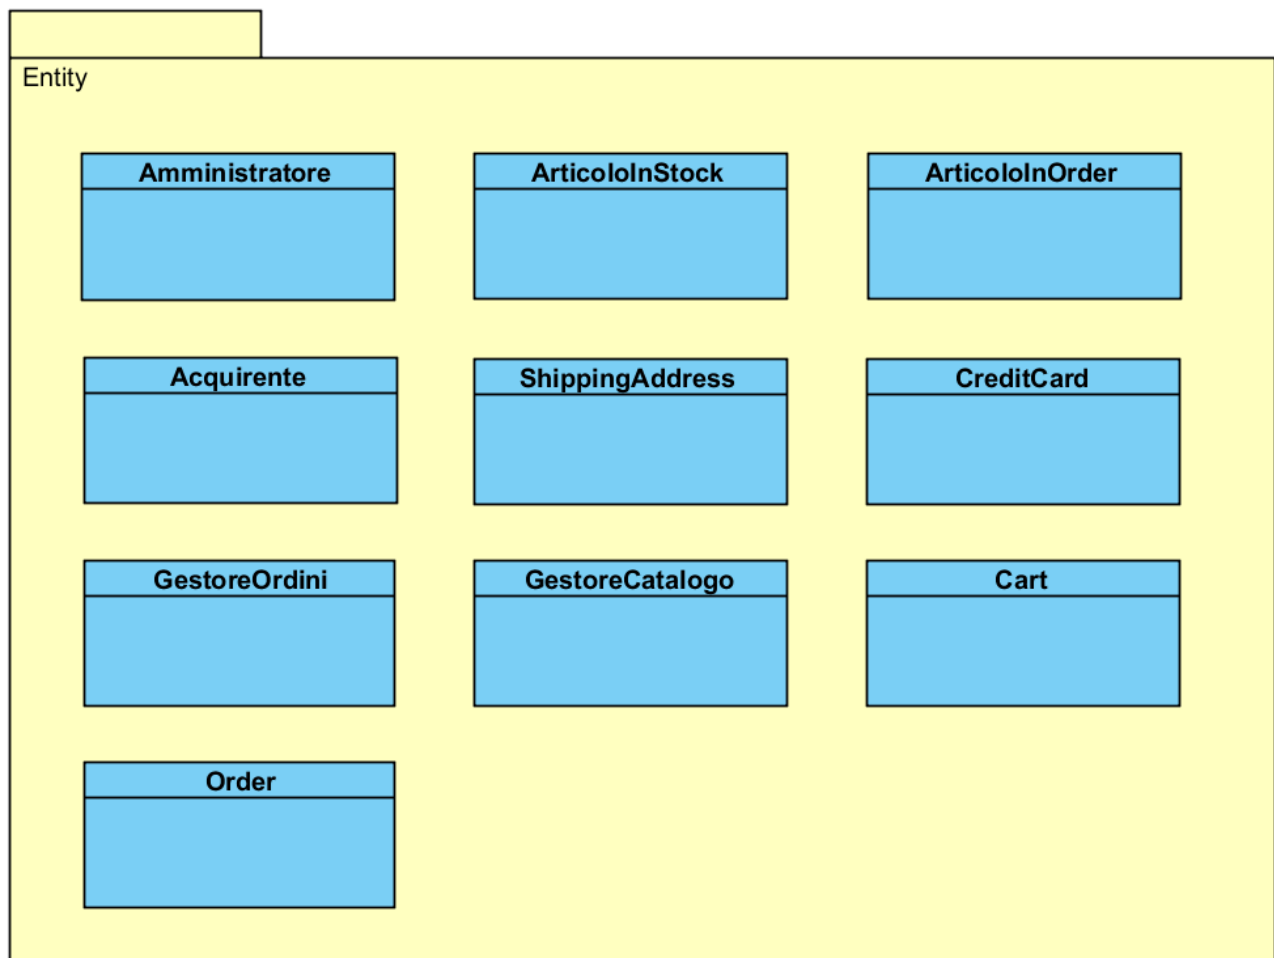 Entity
Amministratore
ArticoloInStock
ArticoloInOrder
Acquirente
ShippingAddress
CreditCard
GestoreOrdini
GestoreCatalogo
Cart
Order